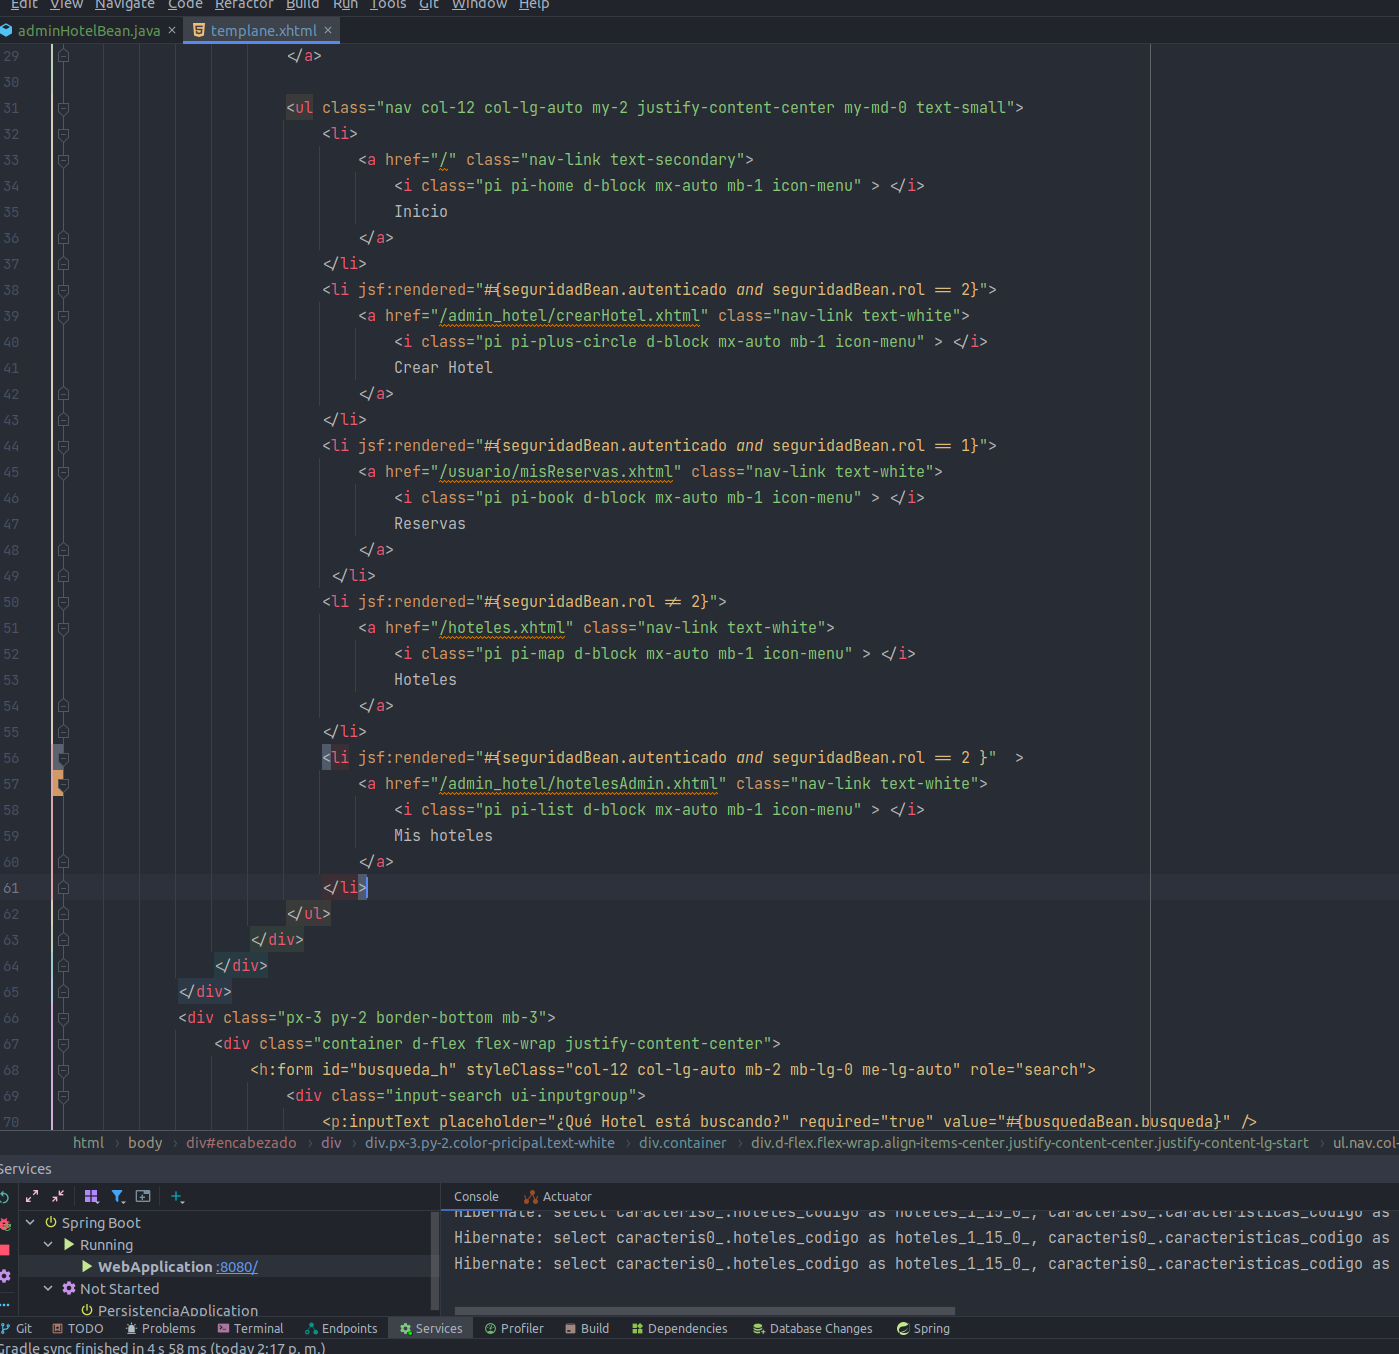 Edit View Navigate Code Refactor Build Run Tools Git Window Help
adminHotelBean.java × templane.xhtml ×
29 </a>
30
31 <ul class="nav col-12 col-lg-auto my-2 justify-content-center my-md-0 text-small">
32 <li>
33 <a href="/" class="nav-link text-secondary">
34 <i class="pi pi-home d-block mx-auto mb-1 icon-menu" > </i>
35 Inicio
36 </a>
37 </li>
38 <li jsf:rendered="#{seguridadBean.autenticado and seguridadBean.rol == 2}">
39 <a href="/admin_hotel/crearHotel.xhtml" class="nav-link text-white">
40 <i class="pi pi-plus-circle d-block mx-auto mb-1 icon-menu" > </i>
41 Crear Hotel
42 </a>
43 </li>
44 <li jsf:rendered="#{seguridadBean.autenticado and seguridadBean.rol == 1}">
45 <a href="/usuario/misReservas.xhtml" class="nav-link text-white">
46 <i class="pi pi-book d-block mx-auto mb-1 icon-menu" > </i>
47 Reservas
48 </a>
49 </li>
50 <li jsf:rendered="#{seguridadBean.rol != 2}">
51 <a href="/hoteles.xhtml" class="nav-link text-white">
52 <i class="pi pi-map d-block mx-auto mb-1 icon-menu" > </i>
53 Hoteles
54 </a>
55 </li>
56 <li jsf:rendered="#{seguridadBean.autenticado and seguridadBean.rol == 2 }"  >
57 <a href="/admin_hotel/hotelesAdmin.xhtml" class="nav-link text-white">
58 <i class="pi pi-list d-block mx-auto mb-1 icon-menu" > </i>
59 Mis hoteles
60 </a>
61 </li>
62 </ul>
63 </div>
64 </div>
65 </div>
66 <div class="px-3 py-2 border-bottom mb-3">
67 <div class="container d-flex flex-wrap justify-content-center">
68 <h:form id="busqueda_h" styleClass="col-12 col-lg-auto mb-2 mb-lg-0 me-lg-auto" role="search">
69 <div class="input-search ui-inputgroup">
70 <p:inputText placeholder="¿Qué Hotel está buscando?" required="true" value="#{busquedaBean.busqueda}" />
html › body › div#encabezado › div › div.px-3.py-2.color-pricipal.text-white › div.container › div.d-flex.flex-wrap.align-items-center.justify-content-center.justify-content-lg-start › ul.nav.col-
Services
Console Actuator
Spring Boot
Running
WebApplication :8080/
Not Started
PersistenciaApplication
Hibernate: select caracteris0_.hoteles_codigo as hoteles_1_15_0_, caracteris0_.caracteristicas_codigo as
Hibernate: select caracteris0_.hoteles_codigo as hoteles_1_15_0_, caracteris0_.caracteristicas_codigo as
Hibernate: select caracteris0_.hoteles_codigo as hoteles_1_15_0_, caracteris0_.caracteristicas_codigo as
Git TODO Problems Terminal Endpoints Services Profiler Build Dependencies Database Changes Spring
Gradle sync finished in 4 s 58 ms (today 2:17 p. m.)